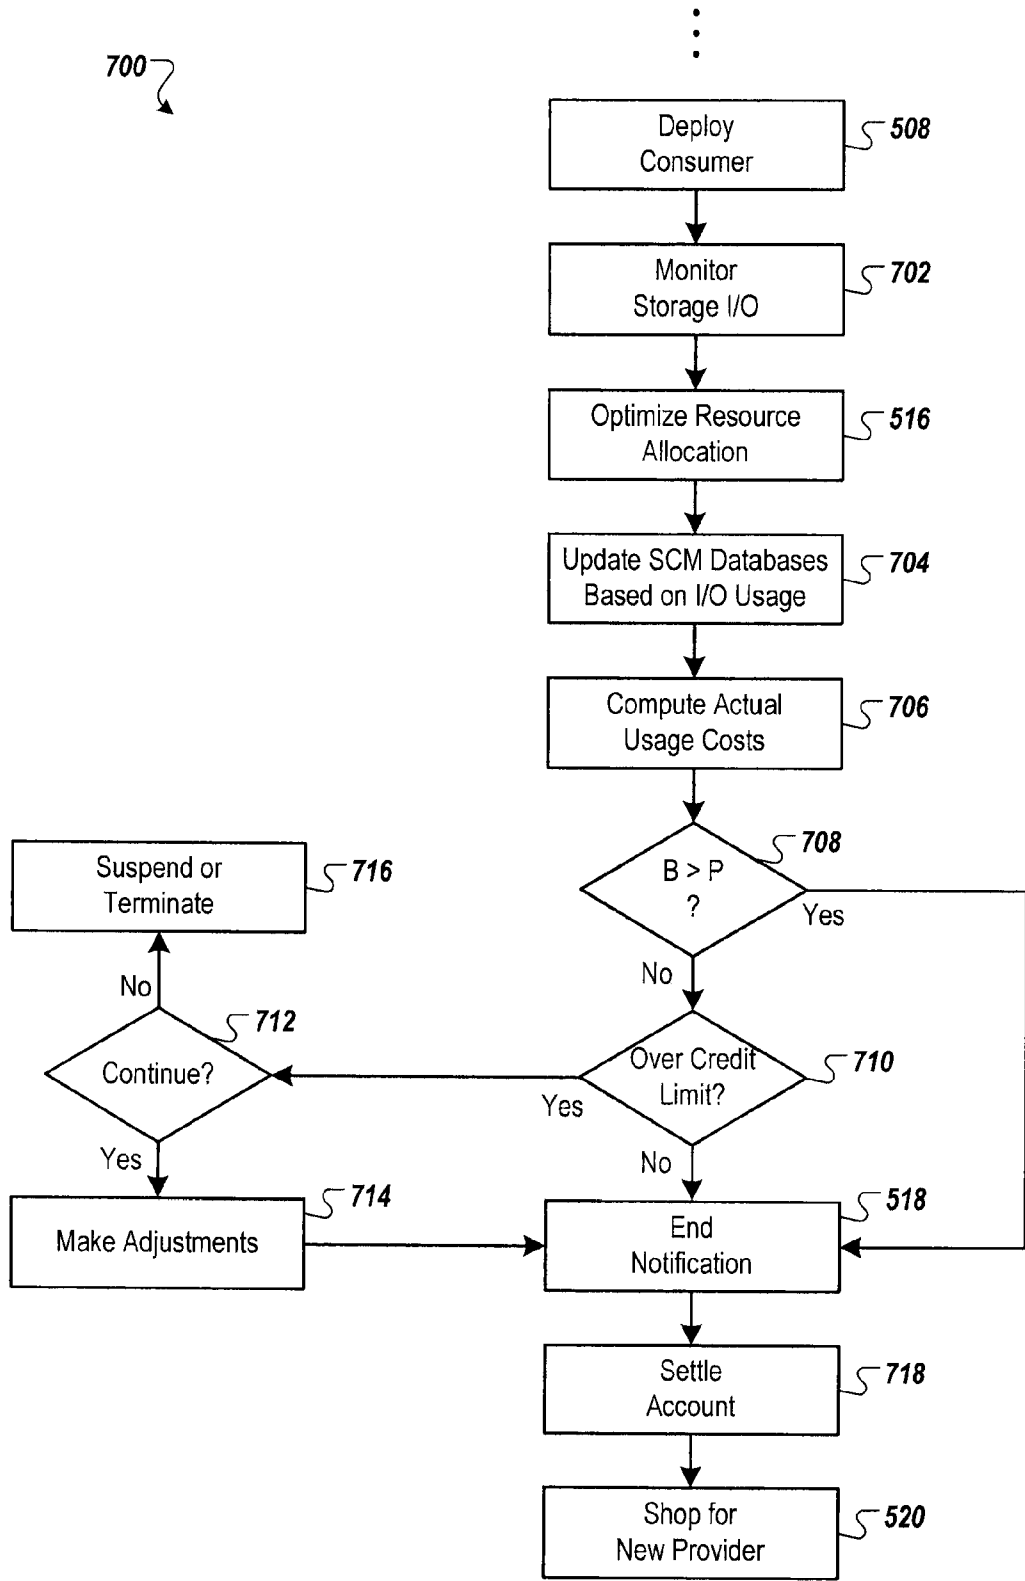 700
Deploy
Consumer
508
Monitor
Storage I/O
702
Optimize Resource
Allocation
516
Update SCM Databases
Based on I/O Usage
704
Compute Actual
Usage Costs
706
B > P
?
708
Yes
No
Suspend or
Terminate
716
No
Continue?
712
Yes
Over Credit
Limit?
710
Yes
No
Make Adjustments
714
End
Notification
518
Settle
Account
718
Shop for
New Provider
520